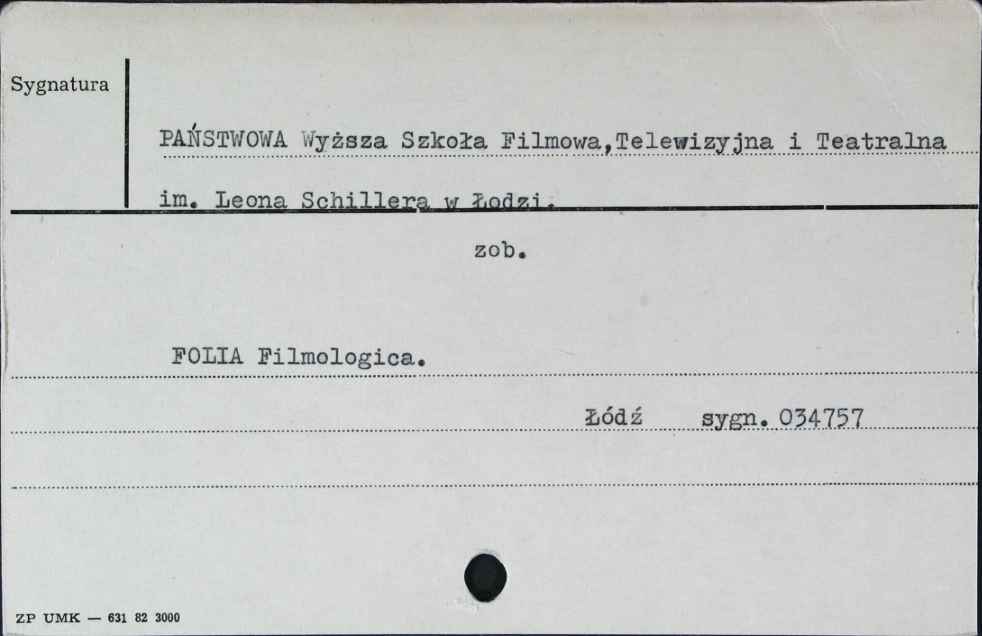 Sygnatura
PAŃSTWOWA Wyższa Szkoła Filmowa,Telewizyjna i Teatralna
im. Leona Schillera w Łodzi.
zob.
FOLIA Filmologica.
Łódź sygn. 034757
ZP UMK — 631 82 3000